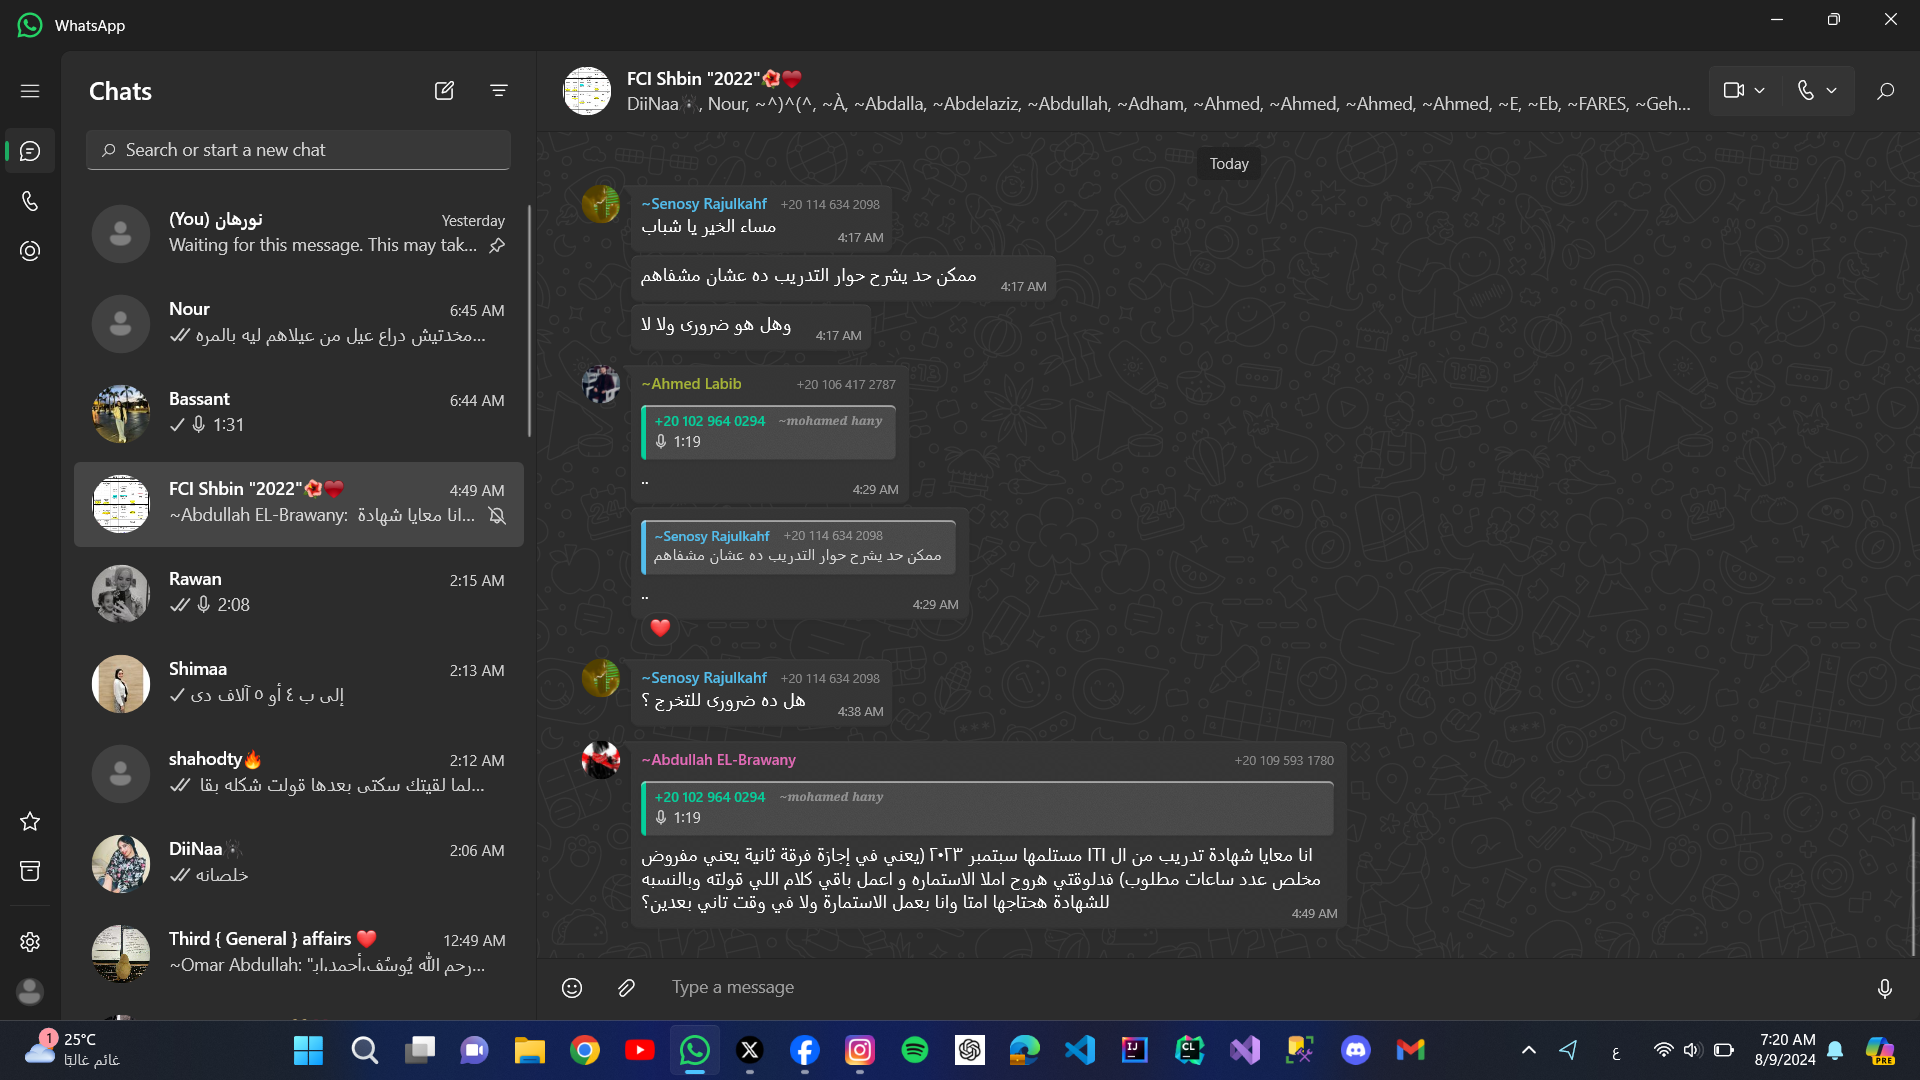 WhatsApp
Chats
Search or start a new chat
نورهان (You)
Yesterday
Waiting for this message. This may tak...
Nour
6:45 AM
مخدتيش دراع عيل من عيلاهم ليه بالمره...
Bassant
6:44 AM
1:31
FCI Shbin "2022"🌺❤️
4:49 AM
~Abdullah EL-Brawany: انا معايا شهادة...
Rawan
2:15 AM
2:08
Shimaa
2:13 AM
إلى ب ٤ أو ٥ آلاف دى
shahodty🔥
2:12 AM
لما لقيتك سكتى بعدها قولت شكله بقا...
DiiNaa🕷
2:06 AM
خلصانه
Third { General } affairs ❤️
12:49 AM
~Omar Abdullah: "رحم الله يُوسُف،أحمد،ابـ...
FCI Shbin "2022"🌺❤️
DiiNaa🕷, Nour, ~^)^(^, ~À, ~Abdalla, ~Abdelaziz, ~Abdullah, ~Adham, ~Ahmed, ~Ahmed, ~Ahmed, ~Ahmed, ~E, ~Eb, ~FARES, ~Geh...
Today
~Senosy Rajulkahf +20 114 634 2098
مساء الخير يا شباب
4:17 AM
ممكن حد يشرح حوار التدريب ده عشان مشفاهم
4:17 AM
وهل هو ضرورى ولا لا
4:17 AM
~Ahmed Labib +20 106 417 2787
+20 102 964 0294 ~mohamed hany
1:19
..
4:29 AM
~Senosy Rajulkahf +20 114 634 2098
ممكن حد يشرح حوار التدريب ده عشان مشفاهم
..
4:29 AM
❤️
~Senosy Rajulkahf +20 114 634 2098
هل ده ضرورى للتخرج ؟
4:38 AM
~Abdullah EL-Brawany +20 109 593 1780
+20 102 964 0294 ~mohamed hany
1:19
انا معايا شهادة تدريب من ال ITI مستلمها سبتمبر ٢٠٢٣ (يعني في إجازة فرقة ثانية يعني مفروض
مخلص عدد ساعات مطلوب) فدلوقتي هروح املا الاستماره و اعمل باقي كلام اللي قولته وبالنسبه
للشهادة هحتاجها امتا وانا بعمل الاستمارة ولا في وقت تاني بعدين؟
4:49 AM
Type a message
1
25°C
غائم غالبًا
ع
7:20 AM
8/9/2024
PRE